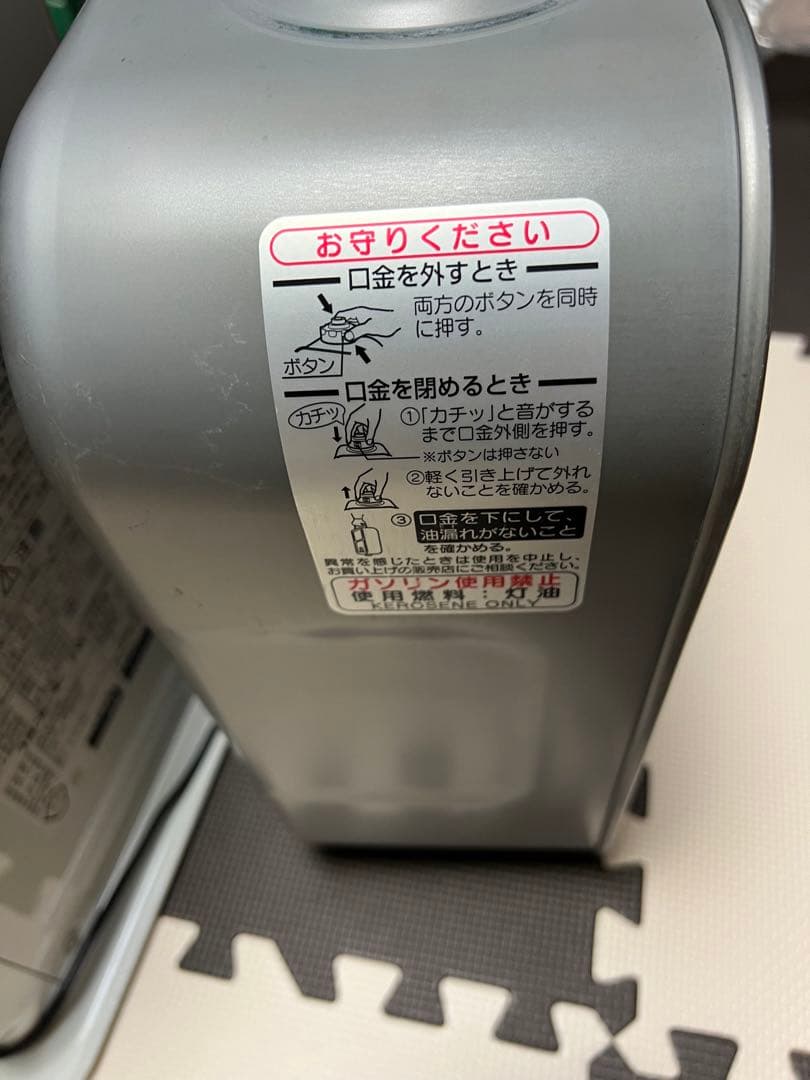 お守りください
口金を外すとき
両方のボタンを同時
に押す。
ボタン
口金を閉めるとき
カチッ
①「カチッ」と音がする
まで口金外側を押す。
※ボタンは押さない
②軽く引き上げて外れ
ないことを確かめる。
③口金を下にして、
油漏れがないこと
を確かめる。
異常を感じたときは使用を中止し、
お買い上げの販売店にご相談ください。
ガソリン使用禁止
使用燃料:灯油
KEROSENE ONLY